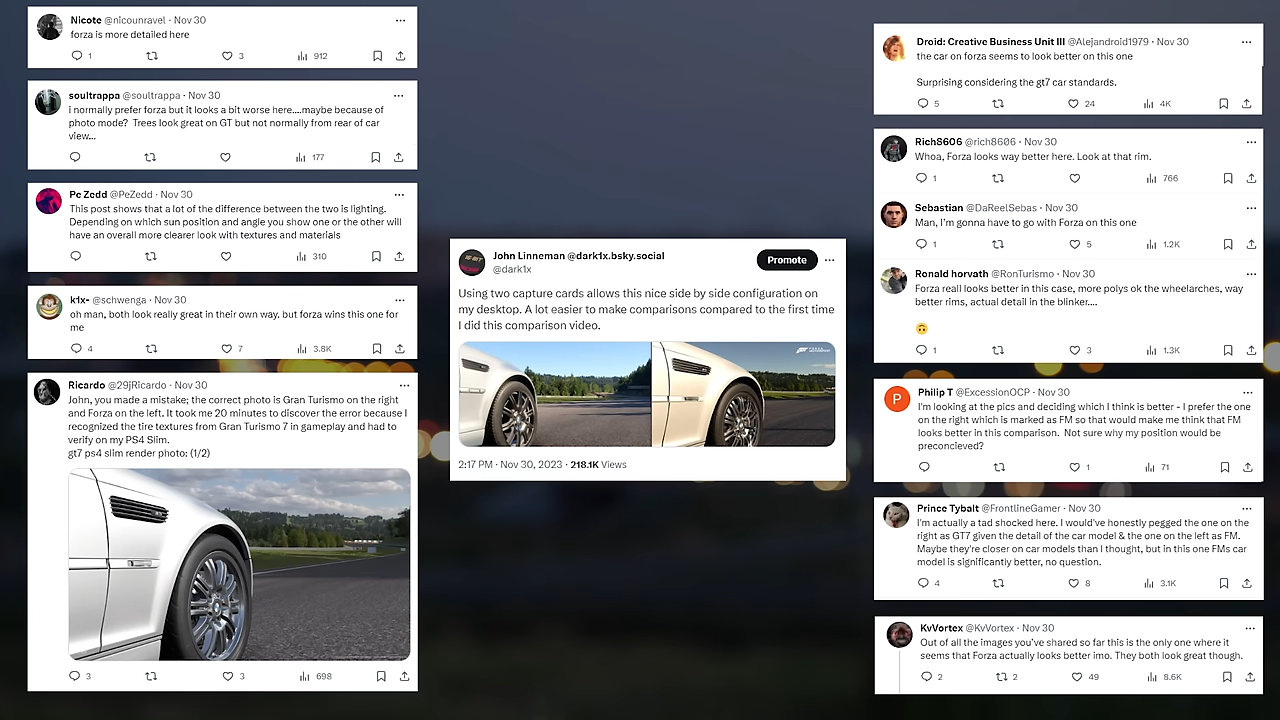 Nicote @nicounravel · Nov 30
forza is more detailed here
1 3 912
soultrappa @soultrappa · Nov 30
i normally prefer forza but it looks a bit worse here....maybe because of
photo mode? Trees look great on GT but not normally from rear of car
view...
177
Pe Zedd @PeZedd · Nov 30
This post shows that a lot of the difference between the two is lighting.
Depending on which sun position and angle you show one or the other will
have an overall more clearer look with textures and materials
310
k1x- @schwenga · Nov 30
oh man, both look really great in their own way. but forza wins this one for
me
4 7 3.8K
Ricardo @29jRicardo · Nov 30
John, you made a mistake; the correct photo is Gran Turismo on the right
and Forza on the left. It took me 20 minutes to discover the error because I
recognized the tire textures from Gran Turismo 7 in gameplay and had to
verify on my PS4 Slim.
gt7 ps4 slim render photo: (1/2)
3 3 698
John Linneman @dark1x.bsky.social
@dark1x
Promote
Using two capture cards allows this nice side by side configuration on
my desktop. A lot easier to make comparisons compared to the first time
I did this comparison video.
FORZA
MOTORSPORT
2:17 PM · Nov 30, 2023 · 218.1K Views
Droid: Creative Business Unit III @Alejandroid1979 · Nov 30
the car on forza seems to look better on this one
Surprising considering the gt7 car standards.
5 24 4K
Rich8606 @rich8606 · Nov 30
Whoa, Forza looks way better here. Look at that rim.
1 766
Sebastian @DaReelSebas · Nov 30
Man, I'm gonna have to go with Forza on this one
1 5 1.2K
Ronald horvath @RonTurismo · Nov 30
Forza reall looks better in this case, more polys ok the wheelarches, way
better rims, actual detail in the blinker....
🙃
1 3 1.3K
P
Philip T @ExcessionOCP · Nov 30
I'm looking at the pics and deciding which I think is better - I prefer the one
on the right which is marked as FM so that would make me think that FM
looks better in this comparison. Not sure why my position would be
preconcieved?
1 71
Prince Tybalt @FrontlineGamer · Nov 30
I'm actually a tad shocked here. I would've honestly pegged the one on the
right as GT7 given the detail of the car model & the one on the left as FM.
Maybe they're closer on car models than I thought, but in this one FMs car
model is significantly better, no question.
4 8 3.1K
KvVortex @KvVortex · Nov 30
Out of all the images you've shared so far this is the only one where it
seems that Forza actually looks better imo. They both look great though.
2 2 49 8.6K